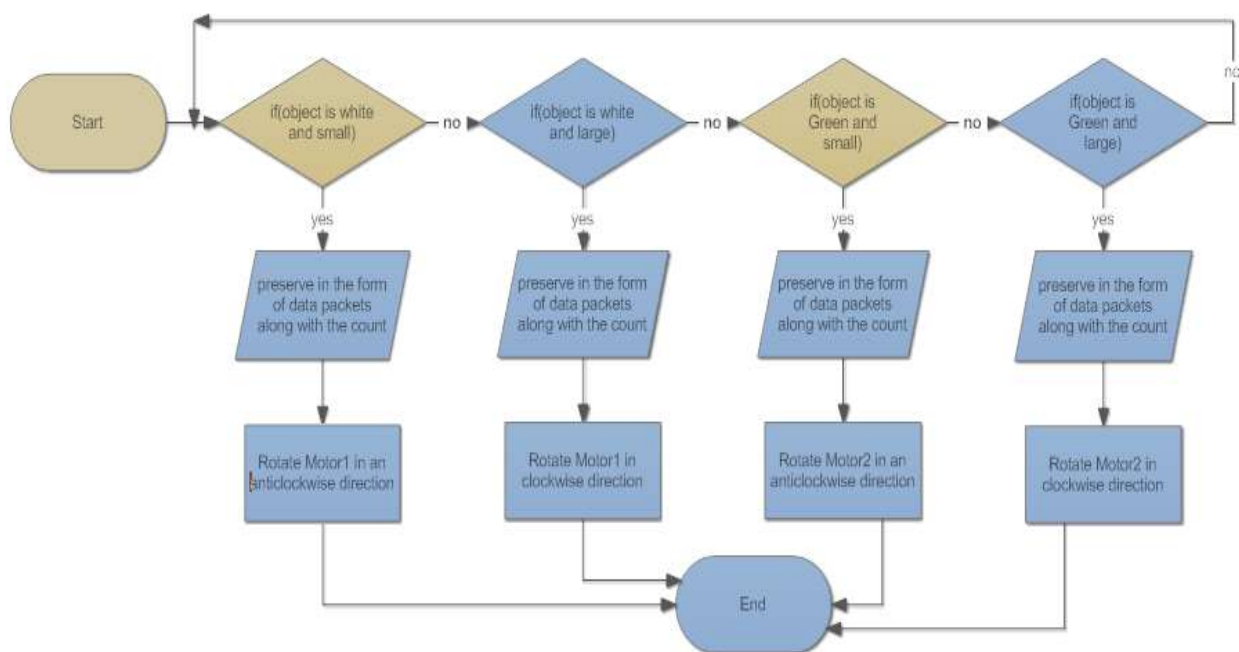 Start
if(object is white
and small)
no
if(object is white
and large)
no
if(object is
Green and
small)
no
if(object is
Green and
large)
no
yes
yes
yes
yes
preserve in the form
of data packets
along with the count
preserve in the form
of data packets
along with the count
preserve in the form
of data packets
along with the count
preserve in the form
of data packets
along with the count
Rotate Motor1 in an
anticlockwise direction
Rotate Motor1 in
clockwise direction
Rotate Motor2 in an
anticlockwise direction
Rotate Motor2 in
clockwise direction
End